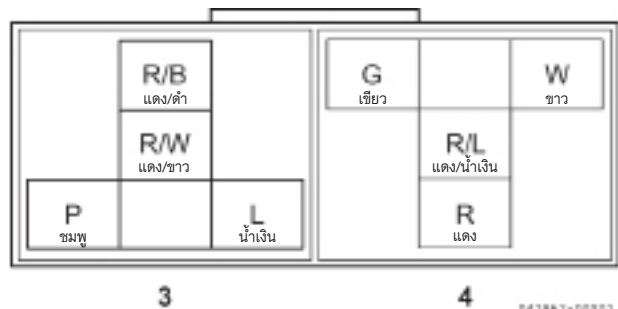 R/B
แดง/ดำ
R/W
แดง/ขาว
P
ชมพู
L
น้ำเงิน
G
เขียว
W
ขาว
R/L
แดง/น้ำเงิน
R
แดง
3
4